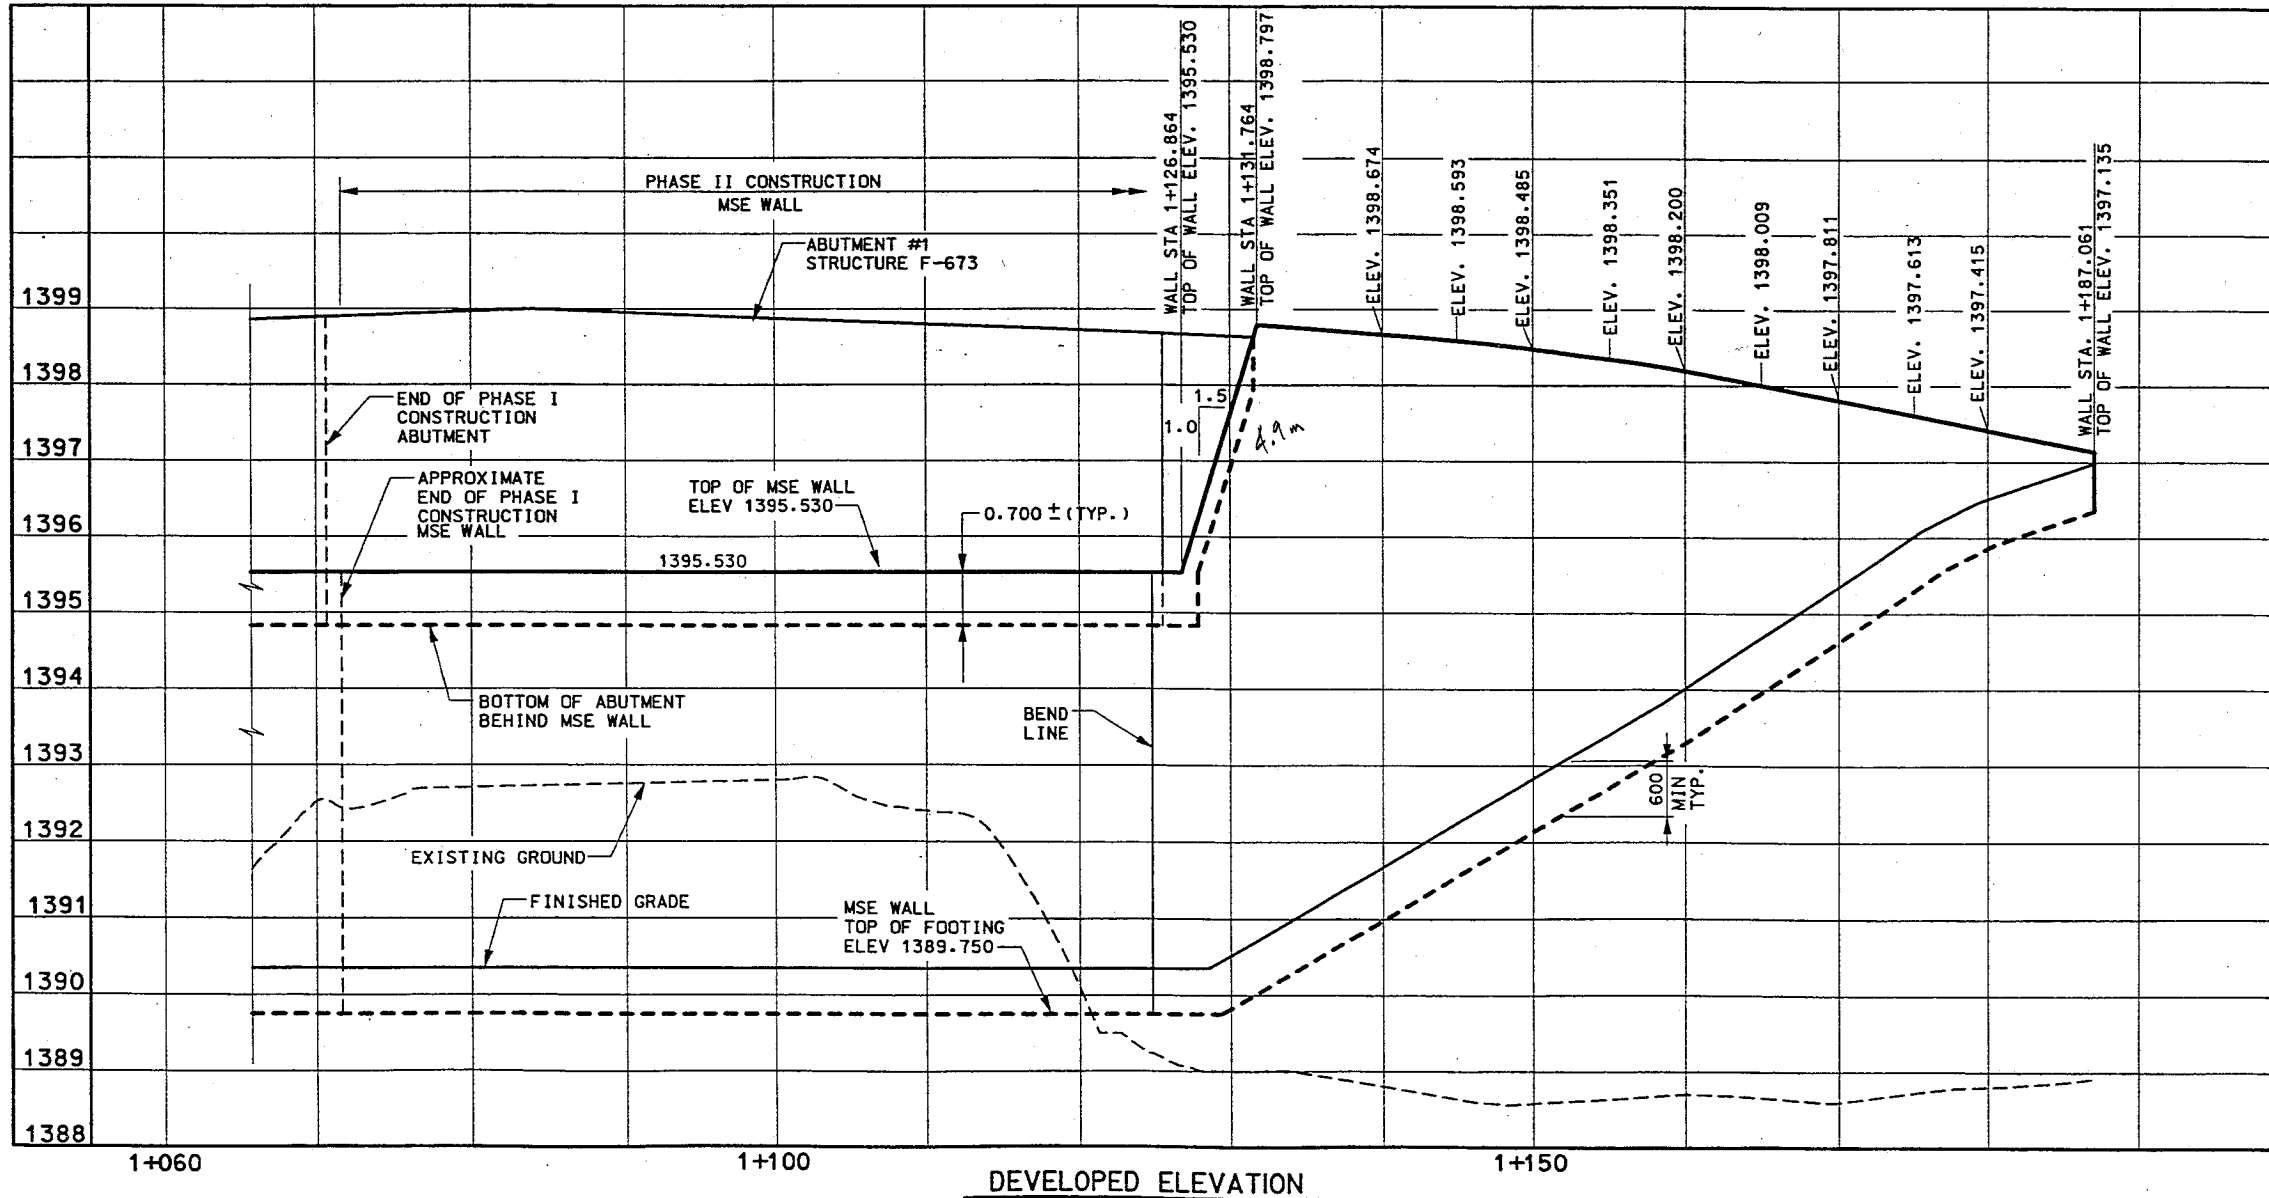 WALL STA 1+126.864
TOP OF WALL ELEV. 1395.530
WALL STA 1+131.764
TOP OF WALL ELEV. 1398.797
ELEV. 1398.674
ELEV. 1398.593
ELEV. 1398.485
ELEV. 1398.351
ELEV. 1398.200
ELEV. 1398.009
ELEV. 1397.811
ELEV. 1397.613
ELEV. 1397.415
WALL STA. 1+187.061
TOP OF WALL ELEV. 1397.135
PHASE II CONSTRUCTION
MSE WALL
ABUTMENT #1
STRUCTURE F-673
1399
1398
1397
1396
1395
1394
1393
1392
1391
1390
1389
1388
END OF PHASE I
CONSTRUCTION
ABUTMENT
1.5
1.0
4.9m
APPROXIMATE
END OF PHASE I
CONSTRUCTION
MSE WALL
TOP OF MSE WALL
ELEV 1395.530
0.700 ± (TYP.)
1395.530
BOTTOM OF ABUTMENT
BEHIND MSE WALL
BEND
LINE
600
MIN
TYP.
EXISTING GROUND
FINISHED GRADE
MSE WALL
TOP OF FOOTING
ELEV 1389.750
1+060
1+100
1+150
DEVELOPED ELEVATION